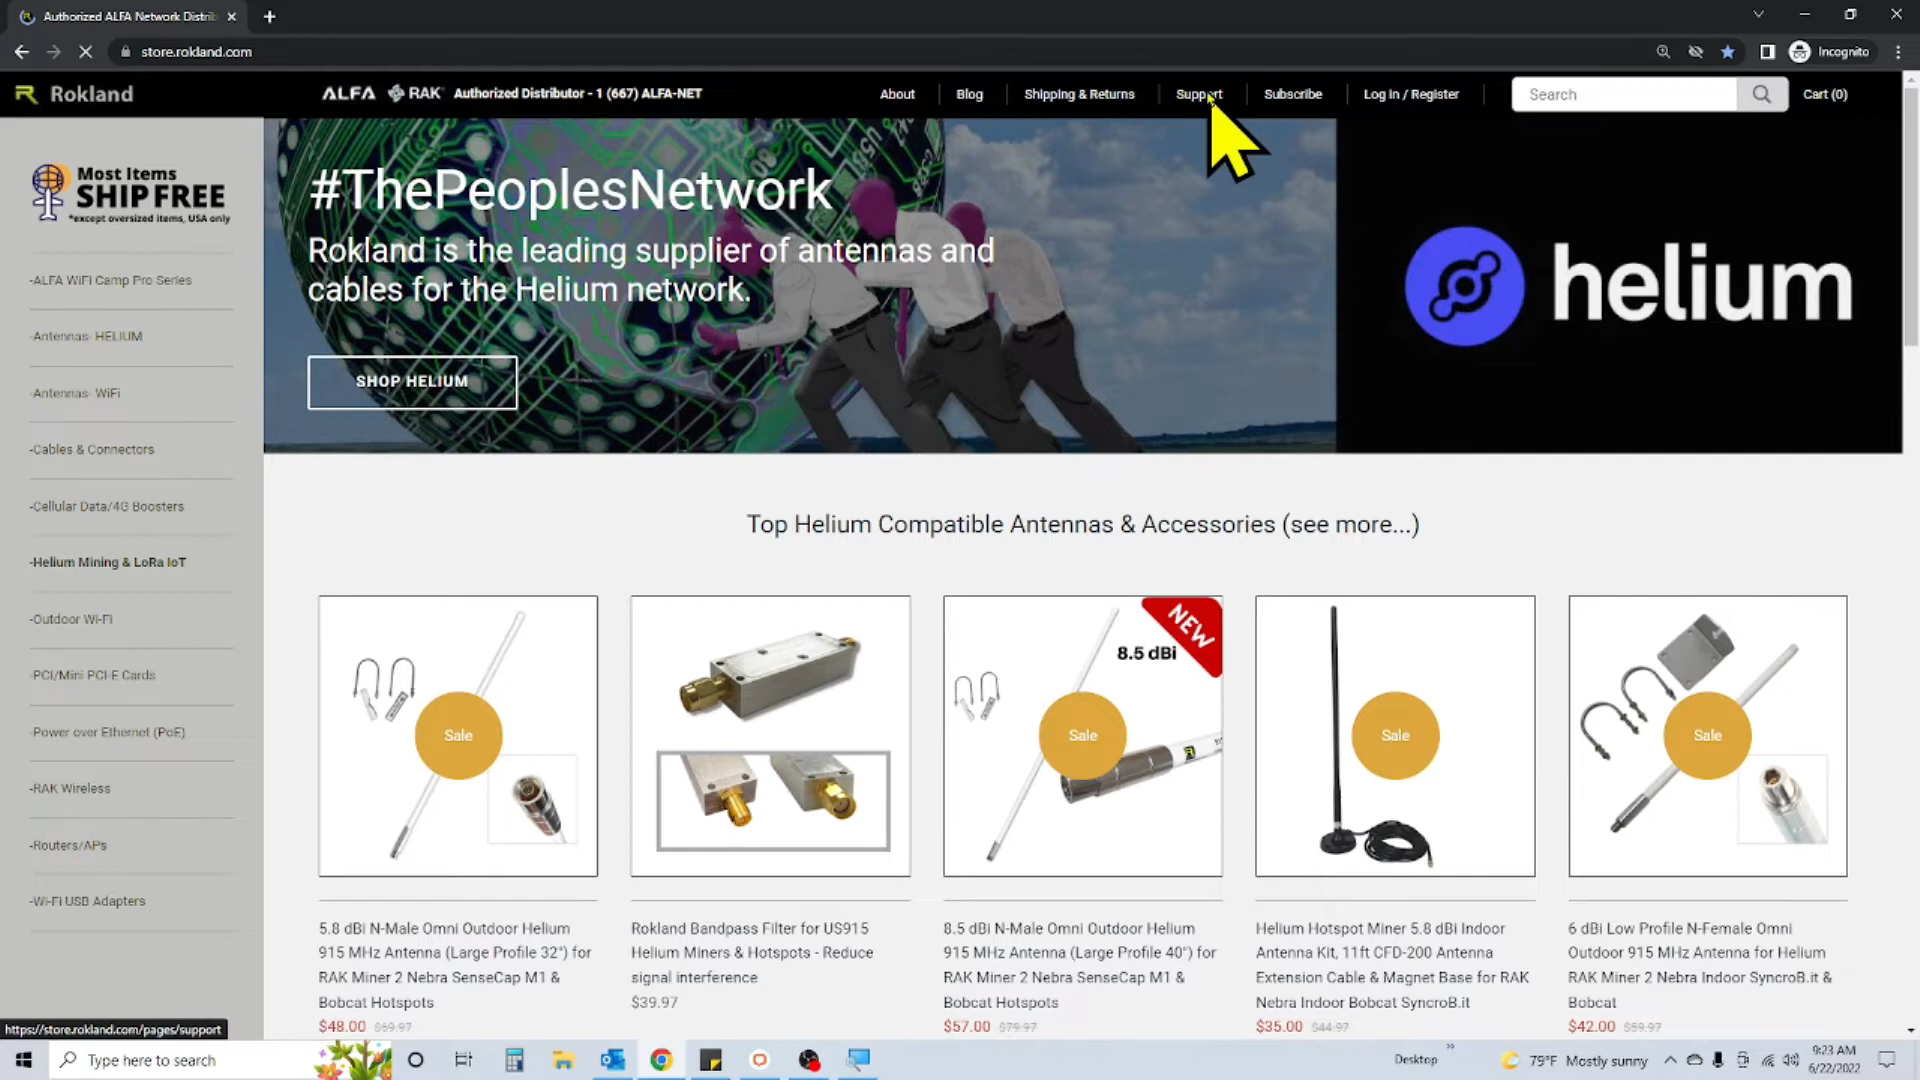 Authorized ALFA Network Distrib
store.rokland.com
Incognito
Rokland
ALFA RAK Authorized Distributor - 1 (667) ALFA-NET
About
Blog
Shipping & Returns
Support
Subscribe
Log in / Register
Search
Cart (0)
Most Items
SHIP FREE
*except oversized items, USA only
-ALFA WiFi Camp Pro Series
-Antennas- HELIUM
-Antennas- WiFi
-Cables & Connectors
-Cellular Data/4G Boosters
-Helium Mining & LoRa IoT
-Outdoor Wi-Fi
-PCI/Mini PCI-E Cards
-Power over Ethernet (PoE)
-RAK Wireless
-Routers/APs
-Wi-Fi USB Adapters
#ThePeoplesNetwork
Rokland is the leading supplier of antennas and
cables for the Helium network.
SHOP HELIUM
helium
Top Helium Compatible Antennas & Accessories (see more...)
Sale
5.8 dBi N-Male Omni Outdoor Helium
915 MHz Antenna (Large Profile 32") for
RAK Miner 2 Nebra SenseCap M1 &
Bobcat Hotspots
$48.00 $69.97
Rokland Bandpass Filter for US915
Helium Miners & Hotspots - Reduce
signal interference
$39.97
NEW
8.5 dBi
Sale
8.5 dBi N-Male Omni Outdoor Helium
915 MHz Antenna (Large Profile 40") for
RAK Miner 2 Nebra SenseCap M1 &
Bobcat Hotspots
$57.00 $79.97
Sale
Helium Hotspot Miner 5.8 dBi Indoor
Antenna Kit, 11ft CFD-200 Antenna
Extension Cable & Magnet Base for RAK
Nebra Indoor Bobcat SyncroB.it
$35.00 $44.97
Sale
6 dBi Low Profile N-Female Omni
Outdoor 915 MHz Antenna for Helium
RAK Miner 2 Nebra Indoor SyncroB.it &
Bobcat
$42.00 $59.97
https://store.rokland.com/pages/support
Type here to search
Desktop
79°F Mostly sunny
9:23 AM
6/22/2022